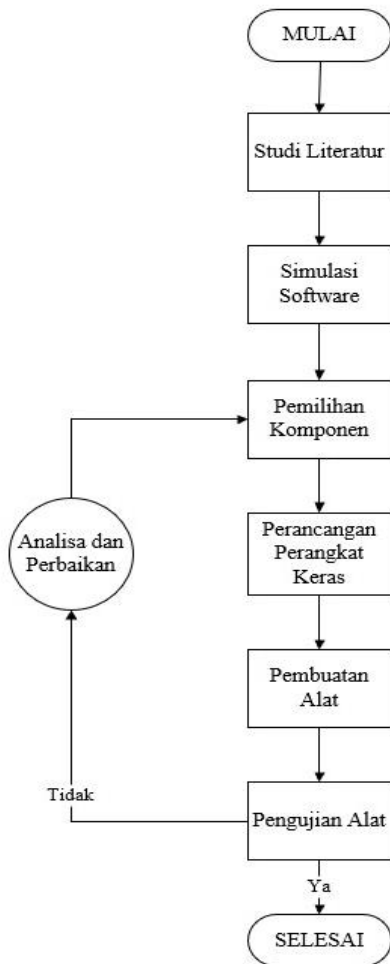 MULAI
Studi Literatur
Simulasi
Software
Pemilihan
Komponen
Analisa dan
Perbaikan
Perancangan
Perangkat
Keras
Pembuatan
Alat
Tidak
Pengujian Alat
Ya
SELESAI